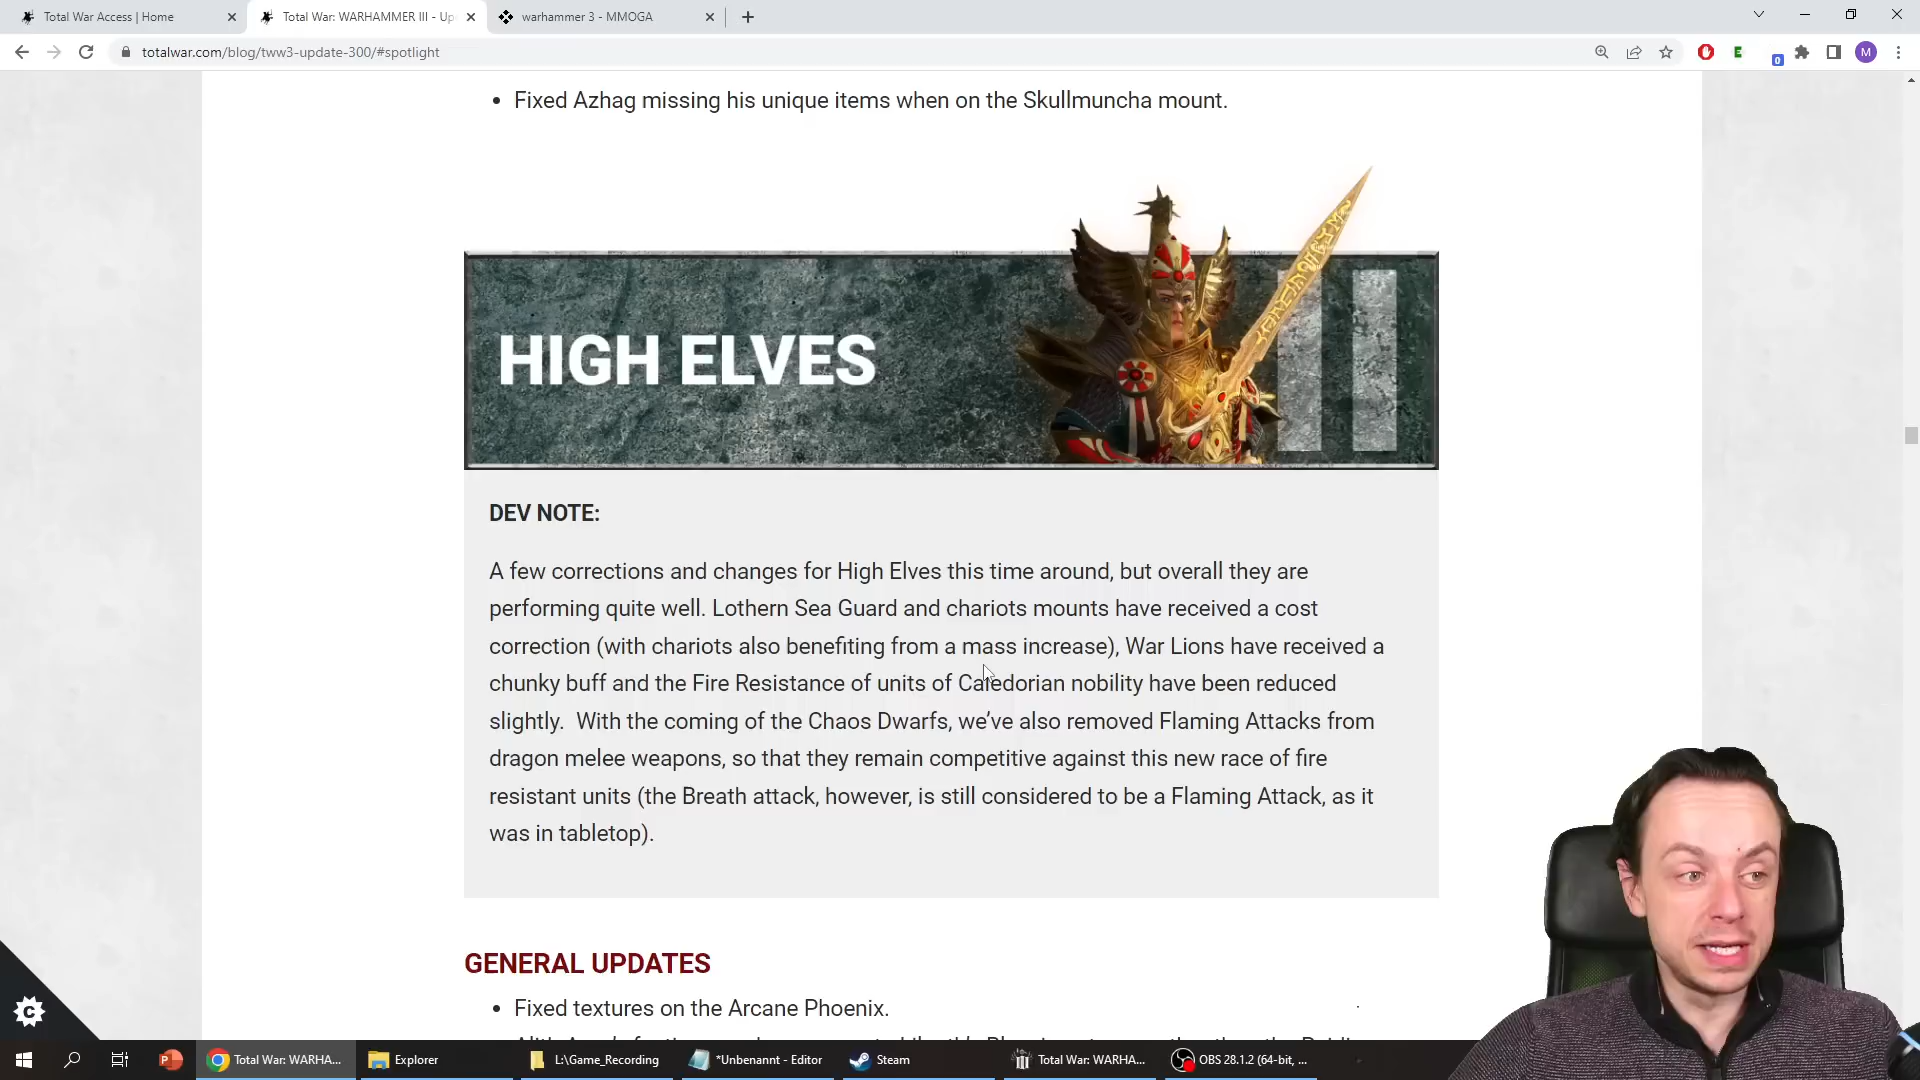 Total War Access | Home
Total War: WARHAMMER III - Up
warhammer 3 - MMOGA
totalwar.com/blog/tww3-update-300/#spotlight
M
0
• Fixed Azhag missing his unique items when on the Skullmuncha mount.
HIGH ELVES
DEV NOTE:
A few corrections and changes for High Elves this time around, but overall they are
performing quite well. Lothern Sea Guard and chariots mounts have received a cost
correction (with chariots also benefiting from a mass increase), War Lions have received a
chunky buff and the Fire Resistance of units of Caledorian nobility have been reduced
slightly.  With the coming of the Chaos Dwarfs, we've also removed Flaming Attacks from
dragon melee weapons, so that they remain competitive against this new race of fire
resistant units (the Breath attack, however, is still considered to be a Flaming Attack, as it
was in tabletop).
GENERAL UPDATES
• Fixed textures on the Arcane Phoenix.
Total War: WARHA...
Explorer
L:\Game_Recording
*Unbenannt - Editor
Steam
Total War: WARHA...
OBS 28.1.2 (64-bit, ...